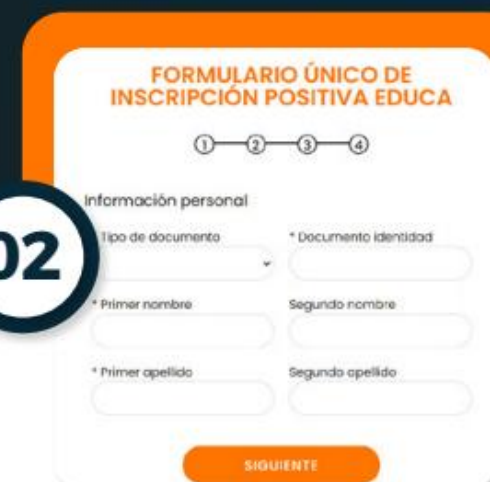 FORMULARIO ÚNICO DE
INSCRIPCIÓN POSITIVA EDUCA
1 2 3 4
Información personal
02
Tipo de documento * Documento identidad
* Primer nombre Segundo nombre
* Primer apellido Segundo apellido
SIGUIENTE